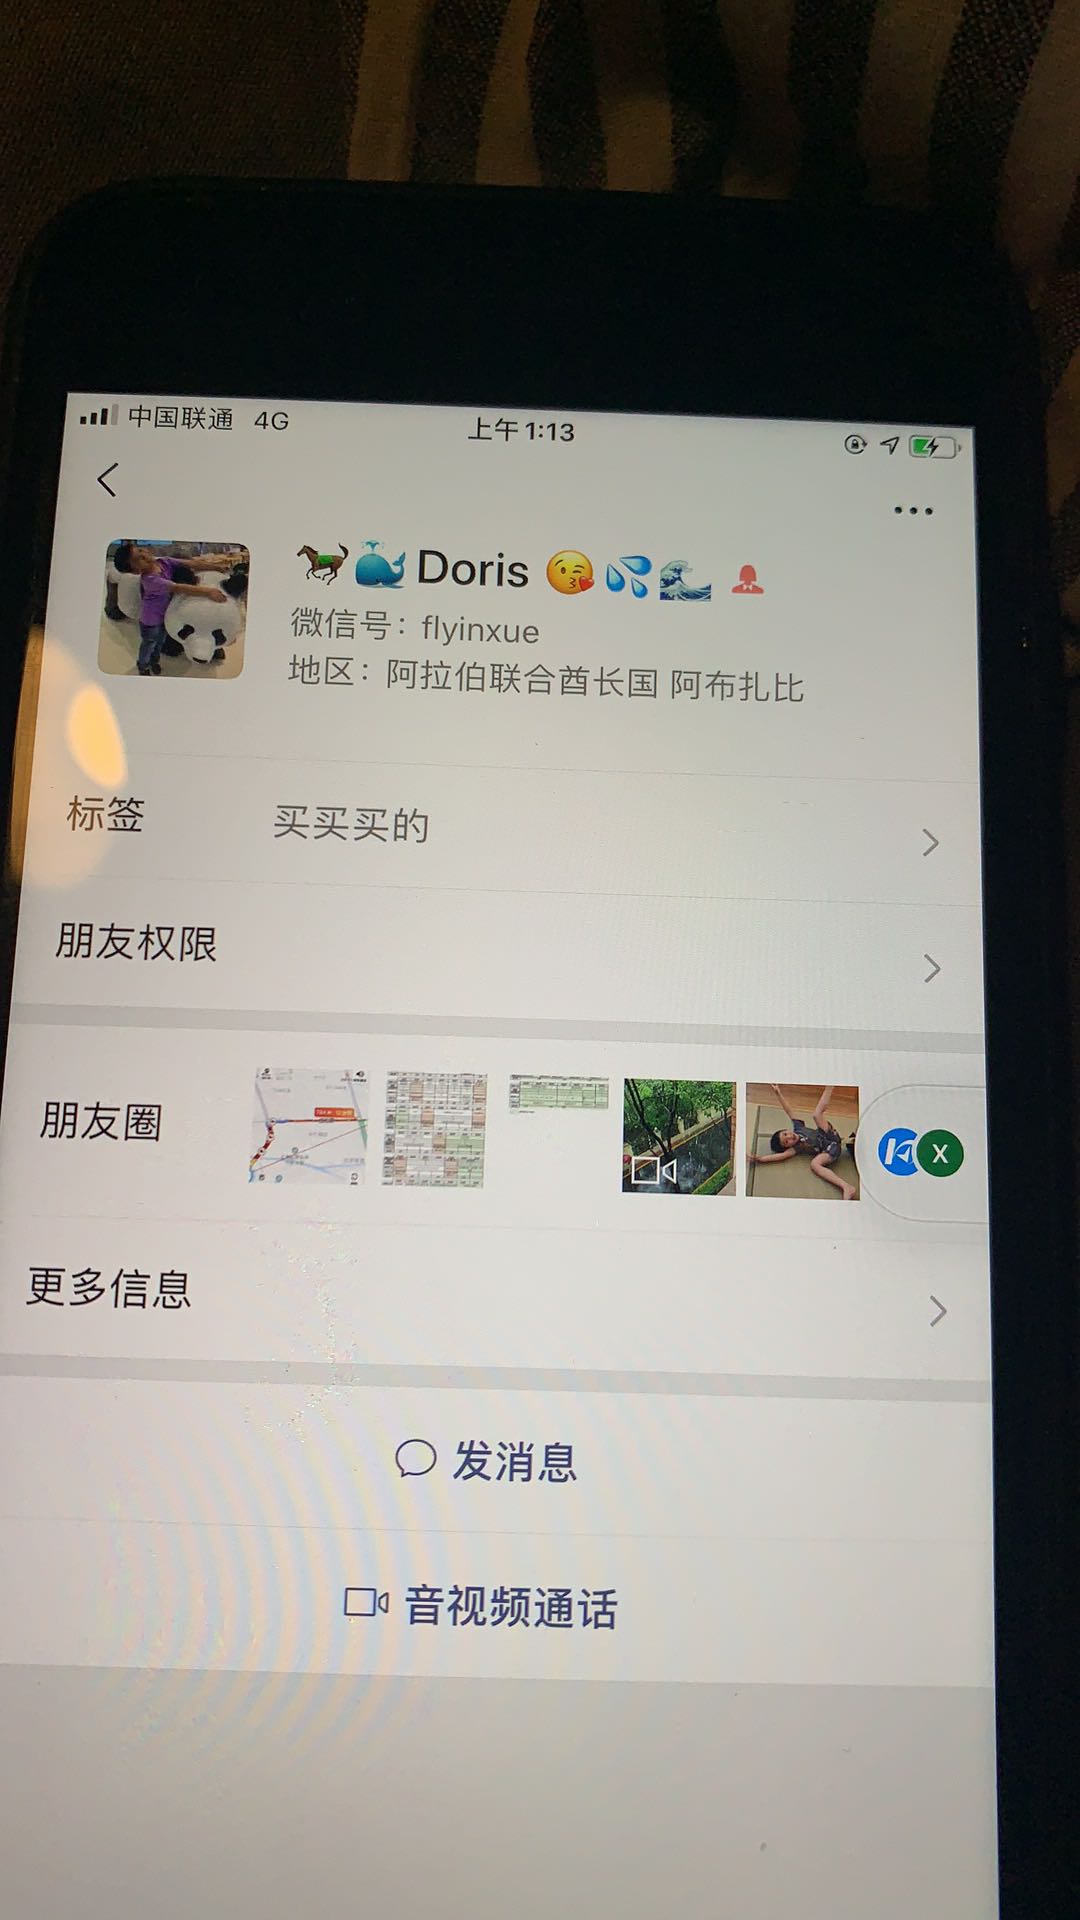 中国联通 4G 上午1:13
Doris
微信号：flyinxue
地区：阿拉伯联合酋长国 阿布扎比
标签 买买买的
朋友权限
朋友圈
X
更多信息
发消息
音视频通话